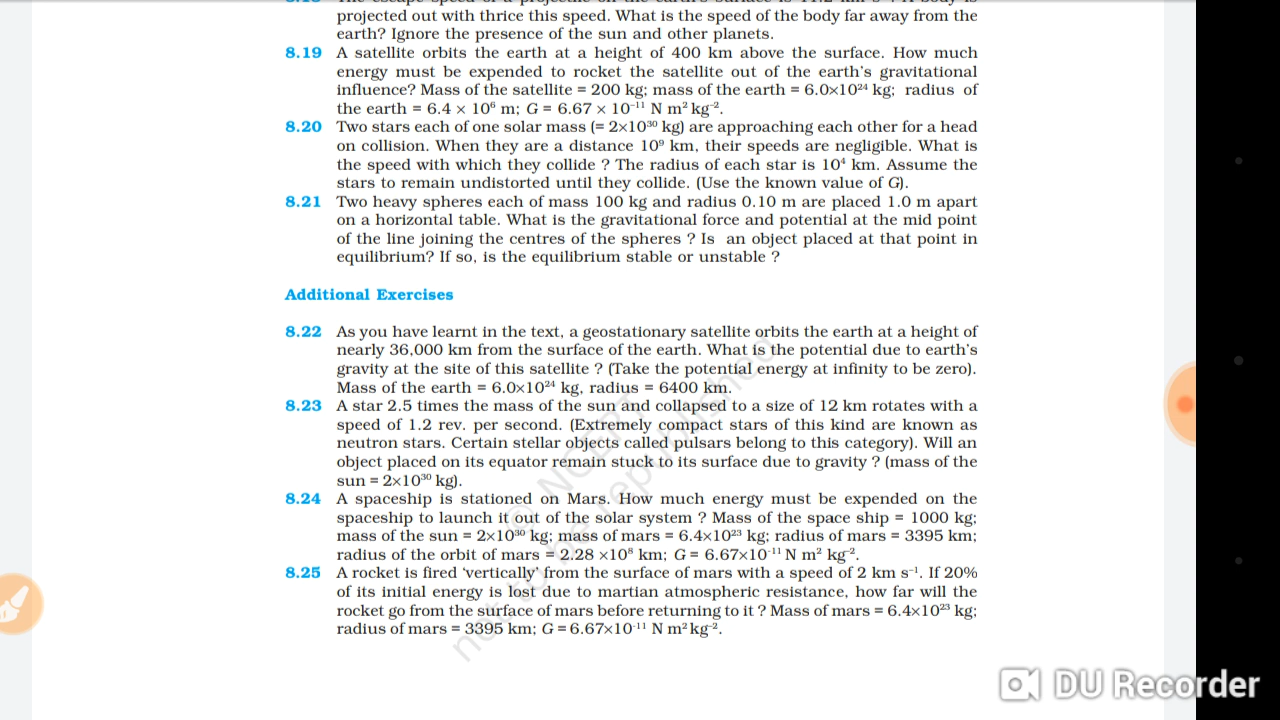 8.18 The escape speed of a projectile on the earth's surface is 11.2 km s⁻¹. A body is
projected out with thrice this speed. What is the speed of the body far away from the
earth? Ignore the presence of the sun and other planets.
8.19 A satellite orbits the earth at a height of 400 km above the surface. How much
energy must be expended to rocket the satellite out of the earth's gravitational
influence? Mass of the satellite = 200 kg; mass of the earth = 6.0×10²⁴ kg; radius of
the earth = 6.4 × 10⁶ m; G = 6.67 × 10⁻¹¹ N m² kg⁻².
8.20 Two stars each of one solar mass (= 2×10³⁰ kg) are approaching each other for a head
on collision. When they are a distance 10⁹ km, their speeds are negligible. What is
the speed with which they collide ? The radius of each star is 10⁴ km. Assume the
stars to remain undistorted until they collide. (Use the known value of G).
8.21 Two heavy spheres each of mass 100 kg and radius 0.10 m are placed 1.0 m apart
on a horizontal table. What is the gravitational force and potential at the mid point
of the line joining the centres of the spheres ? Is an object placed at that point in
equilibrium? If so, is the equilibrium stable or unstable ?
Additional Exercises
8.22 As you have learnt in the text, a geostationary satellite orbits the earth at a height of
nearly 36,000 km from the surface of the earth. What is the potential due to earth's
gravity at the site of this satellite ? (Take the potential energy at infinity to be zero).
Mass of the earth = 6.0×10²⁴ kg, radius = 6400 km.
8.23 A star 2.5 times the mass of the sun and collapsed to a size of 12 km rotates with a
speed of 1.2 rev. per second. (Extremely compact stars of this kind are known as
neutron stars. Certain stellar objects called pulsars belong to this category). Will an
object placed on its equator remain stuck to its surface due to gravity ? (mass of the
sun = 2×10³⁰ kg).
8.24 A spaceship is stationed on Mars. How much energy must be expended on the
spaceship to launch it out of the solar system ? Mass of the space ship = 1000 kg;
mass of the sun = 2×10³⁰ kg; mass of mars = 6.4×10²³ kg; radius of mars = 3395 km;
radius of the orbit of mars = 2.28 ×10⁸ km; G = 6.67×10⁻¹¹ N m² kg⁻².
8.25 A rocket is fired 'vertically' from the surface of mars with a speed of 2 km s⁻¹. If 20%
of its initial energy is lost due to martian atmospheric resistance, how far will the
rocket go from the surface of mars before returning to it ? Mass of mars = 6.4×10²³ kg;
radius of mars = 3395 km; G = 6.67×10⁻¹¹ N m² kg⁻².
© NCERT
not to be republished
DU Recorder